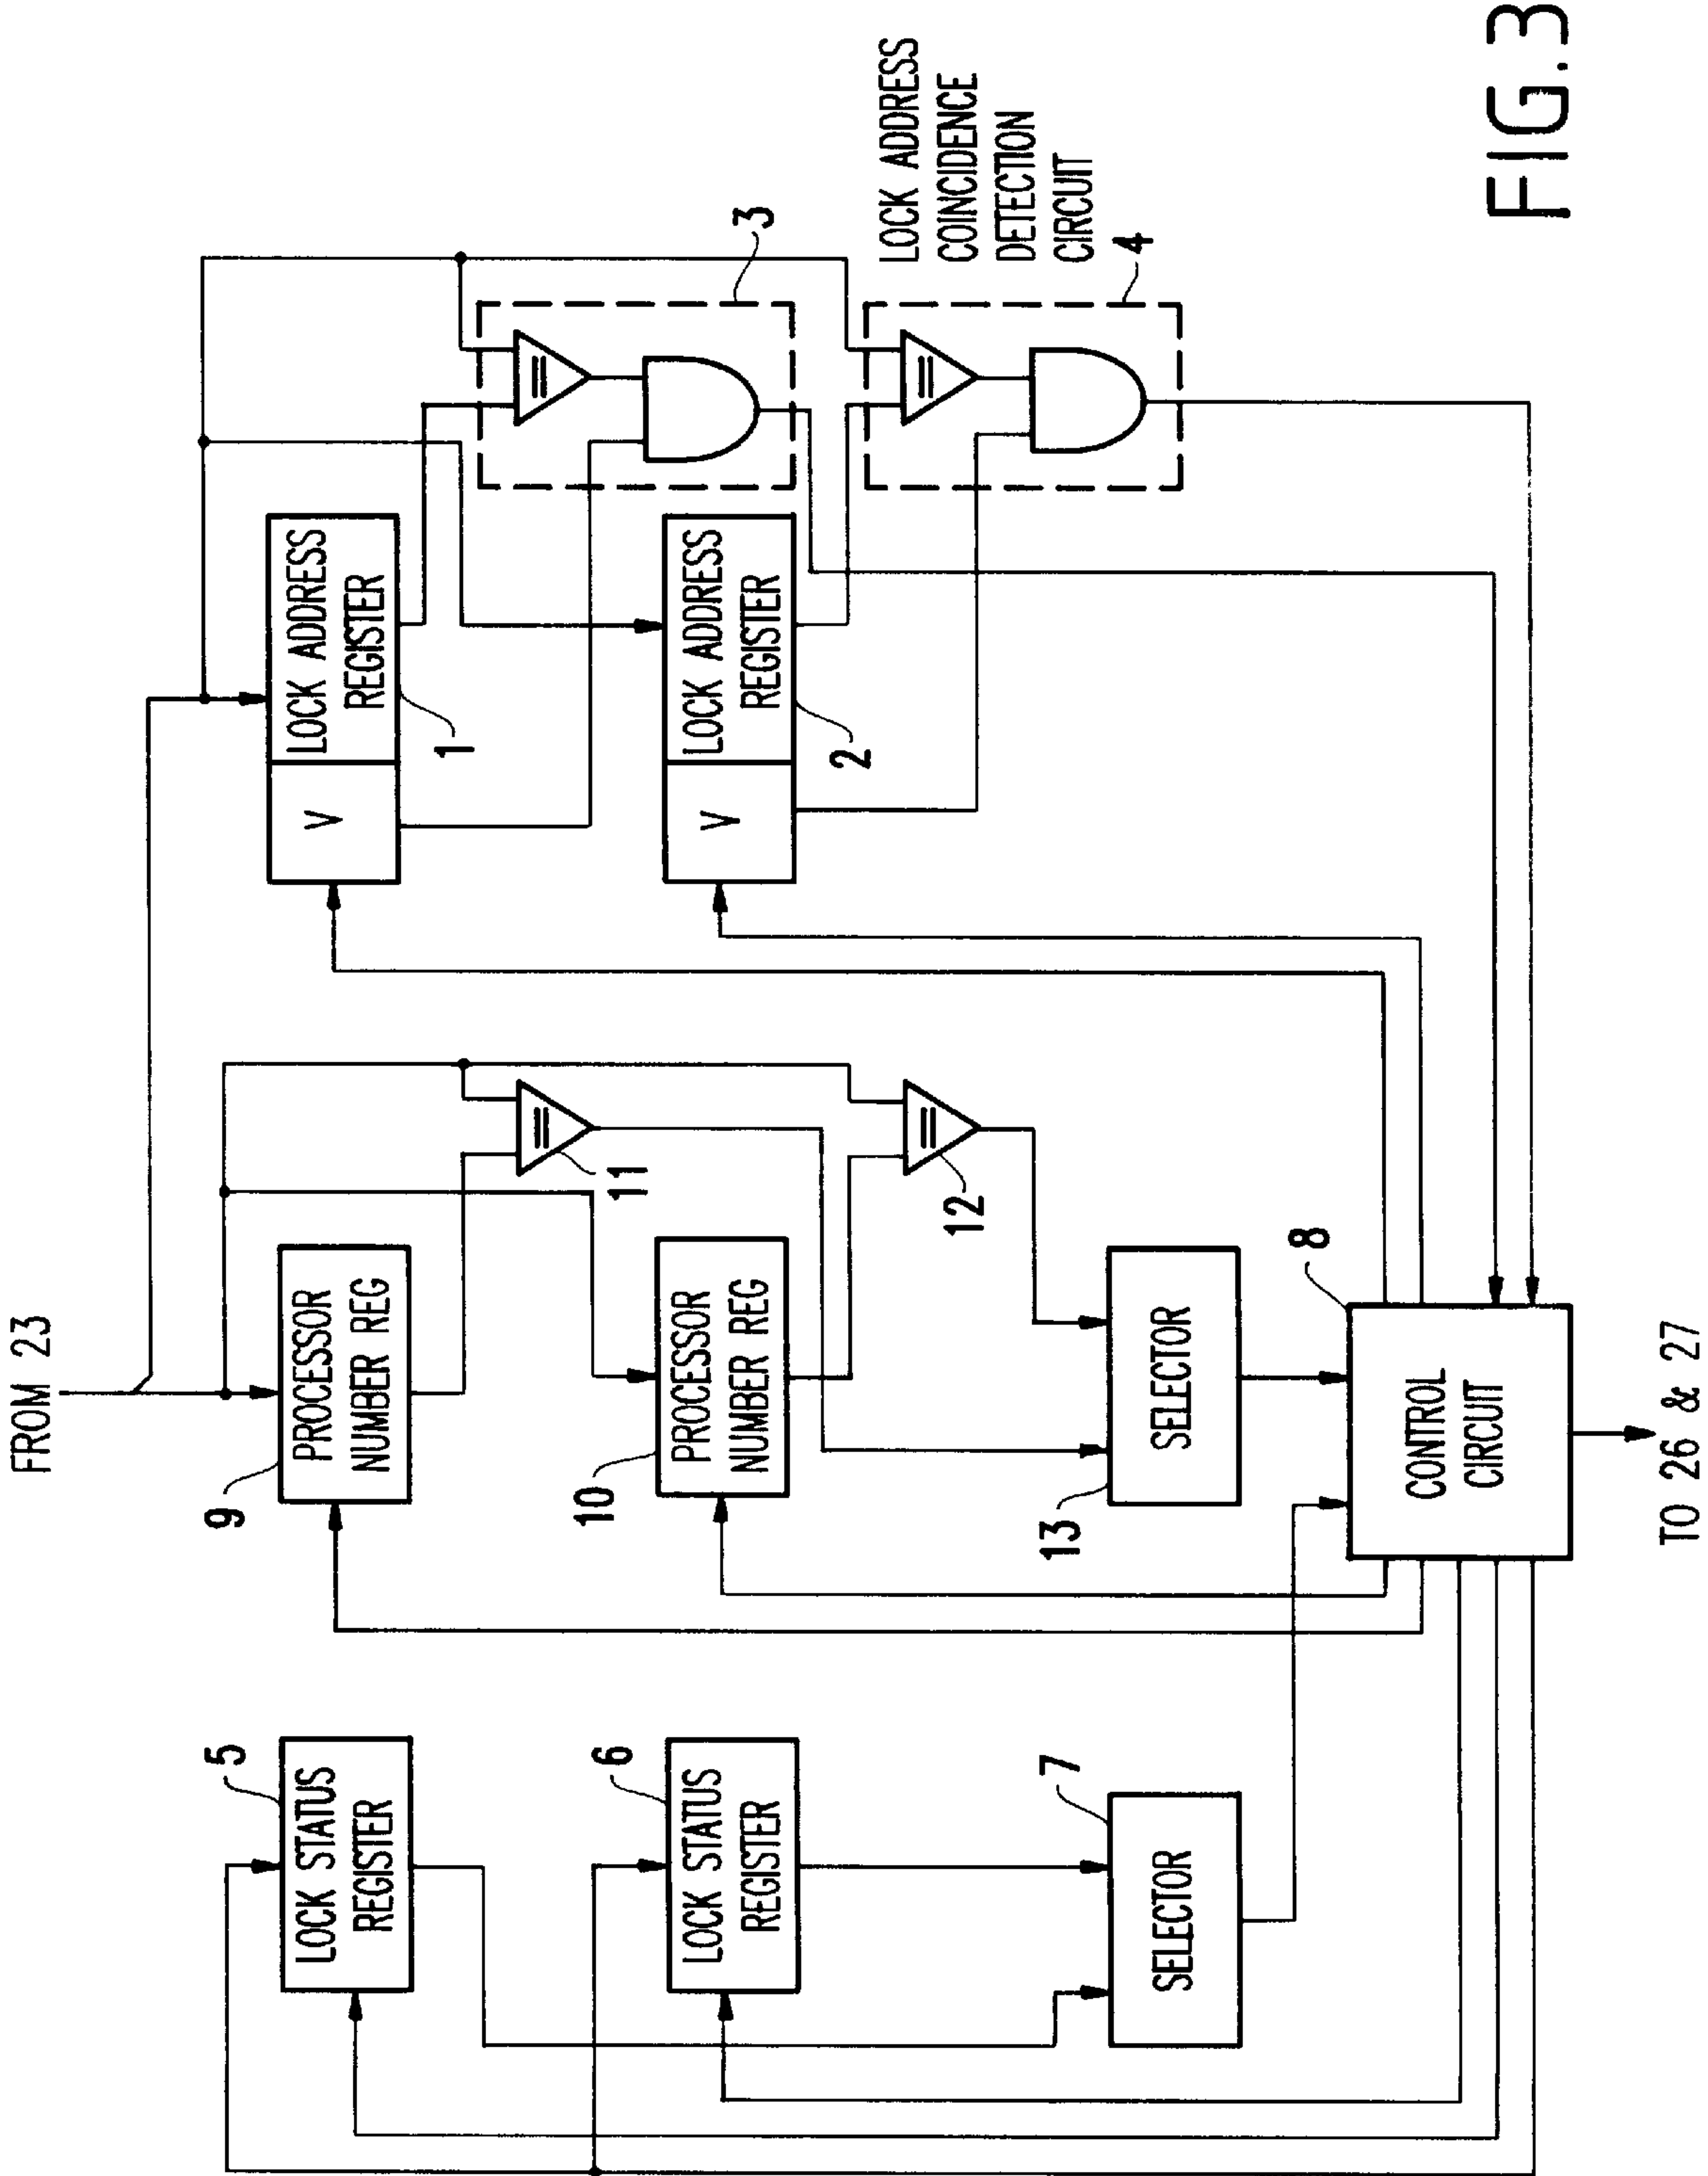 FROM 23
5
LOCK STATUS
REGISTER
9
PROCESSOR
NUMBER REG
V
LOCK ADDRESS
REGISTER
1
3
11
6
LOCK STATUS
REGISTER
10
PROCESSOR
NUMBER REG
V
LOCK ADDRESS
REGISTER
2
LOCK ADDRESS
COINCIDENCE
DETECTION
CIRCUIT
4
12
7
SELECTOR
13
SELECTOR
8
CONTROL
CIRCUIT
TO 26 & 27
FIG.3